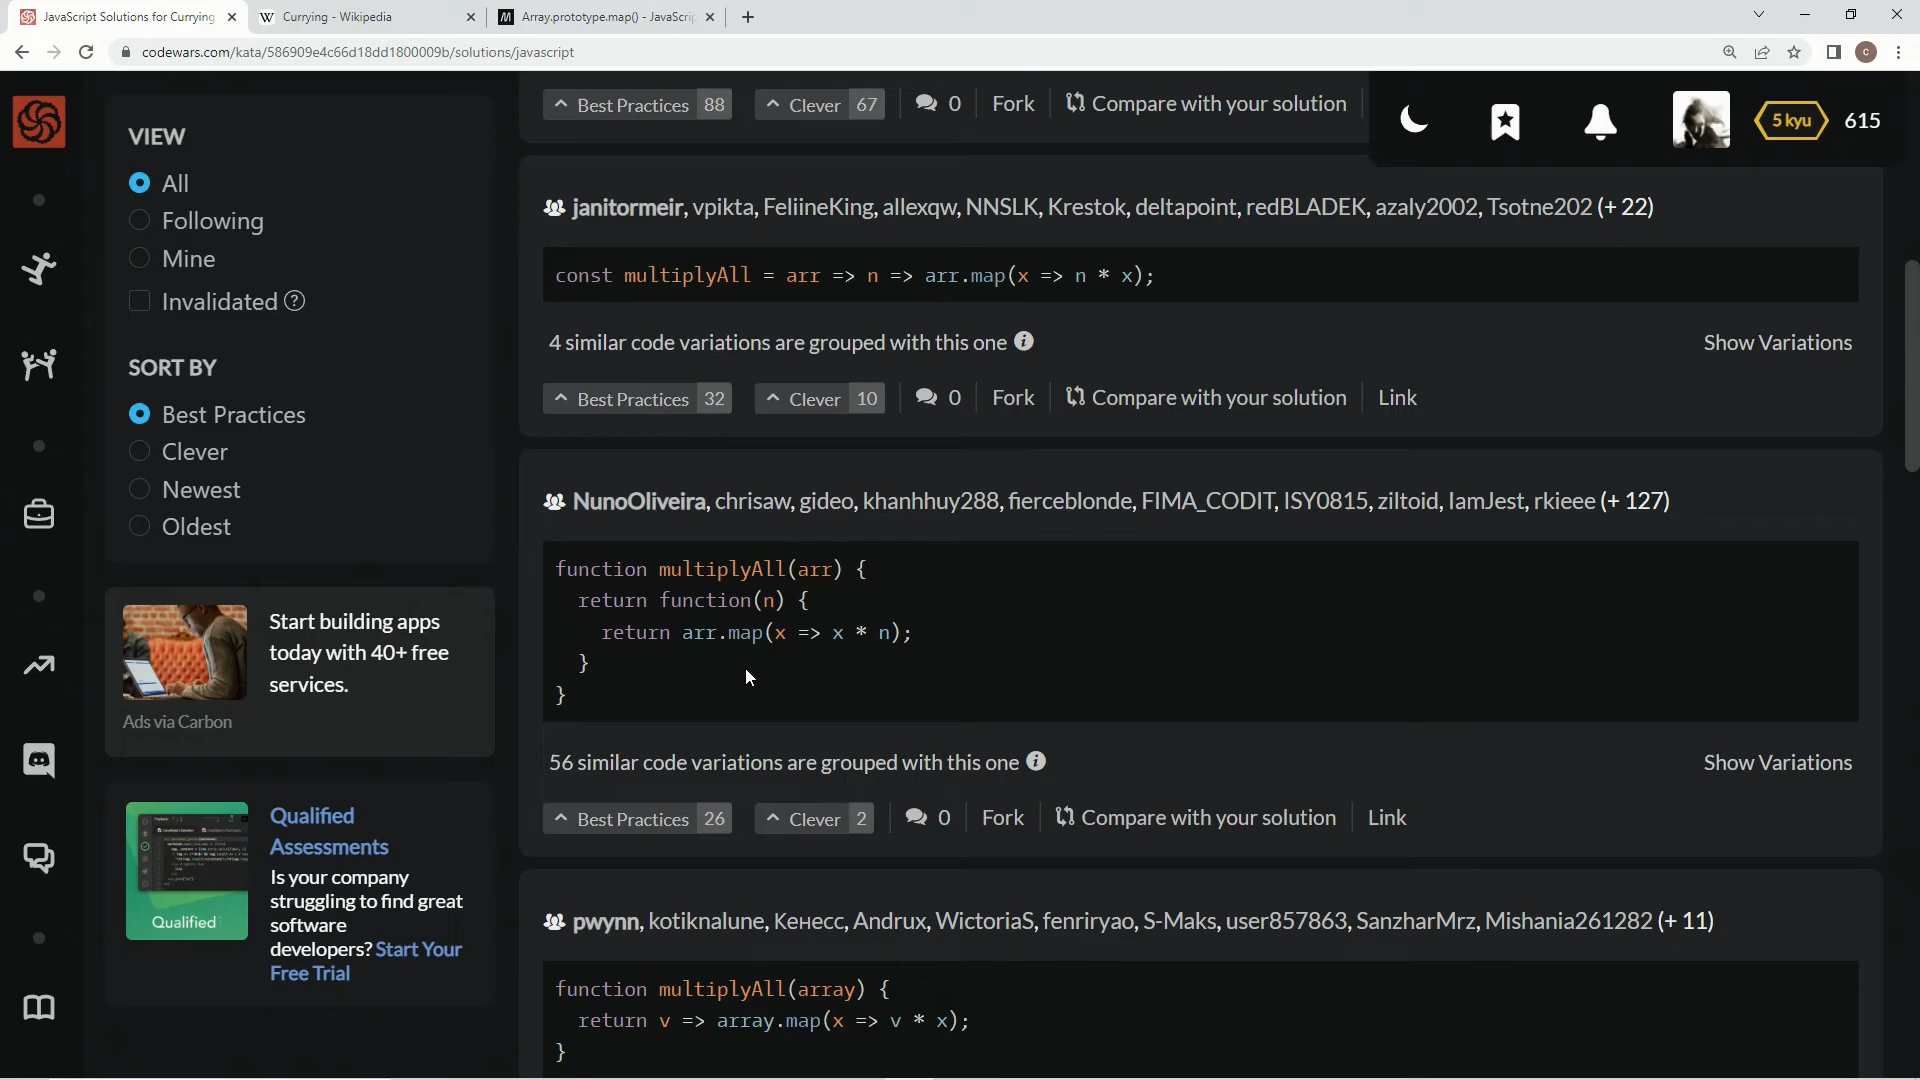 JavaScript Solutions for Currying
Currying - Wikipedia
Array.prototype.map() - JavaScri
codewars.com/kata/586909e4c66d18dd1800009b/solutions/javascript
C
Best Practices 88
Clever 67
0
Fork
Compare with your solution
5 kyu
615
VIEW
All
Following
Mine
Invalidated
SORT BY
Best Practices
Clever
Newest
Oldest
Start building apps
today with 40+ free
services.
Ads via Carbon
Qualified
Qualified
Assessments
Is your company
struggling to find great
software
developers? Start Your
Free Trial
janitormeir, vpikta, FeliineKing, allexqw, NNSLK, Krestok, deltapoint, redBLADEK, azaly2002, Tsotne202 (+ 22)
const multiplyAll = arr => n => arr.map(x => n * x);
4 similar code variations are grouped with this one
Show Variations
Best Practices 32
Clever 10
0
Fork
Compare with your solution
Link
NunoOliveira, chrisaw, gideo, khanhhuy288, fierceblonde, FIMA_CODIT, ISY0815, ziltoid, IamJest, rkieee (+ 127)
function multiplyAll(arr) {
return function(n) {
return arr.map(x => x * n);
}
}
56 similar code variations are grouped with this one
Show Variations
Best Practices 26
Clever 2
0
Fork
Compare with your solution
Link
pwynn, kotiknalune, Кенесс, Andrux, WictoriaS, fenriryao, S-Maks, user857863, SanzharMrz, Mishania261282 (+ 11)
function multiplyAll(array) {
return v => array.map(x => v * x);
}